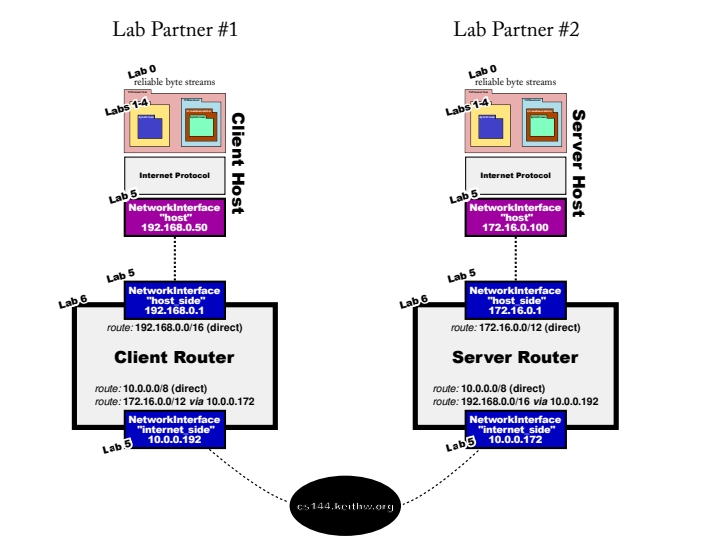 Lab Partner #1
Lab 0
reliable byte streams
Labs 1-4
Client Host
Internet Protocol
Lab 5
NetworkInterface
"host"
192.168.0.50
Lab 5
NetworkInterface
"host_side"
192.168.0.1
Lab 6
route: 192.168.0.0/16 (direct)
Client Router
route: 10.0.0.0/8 (direct)
route: 172.16.0.0/12 via 10.0.0.172
NetworkInterface
"internet_side"
10.0.0.192
Lab 5
Lab Partner #2
Lab 0
reliable byte streams
Labs 1-4
Server Host
Internet Protocol
Lab 5
NetworkInterface
"host"
172.16.0.100
Lab 5
NetworkInterface
"host_side"
172.16.0.1
Lab 6
route: 172.16.0.0/12 (direct)
Server Router
route: 10.0.0.0/8 (direct)
route: 192.168.0.0/16 via 10.0.0.192
NetworkInterface
"internet_side"
10.0.0.172
Lab 5
cs144.keithw.org